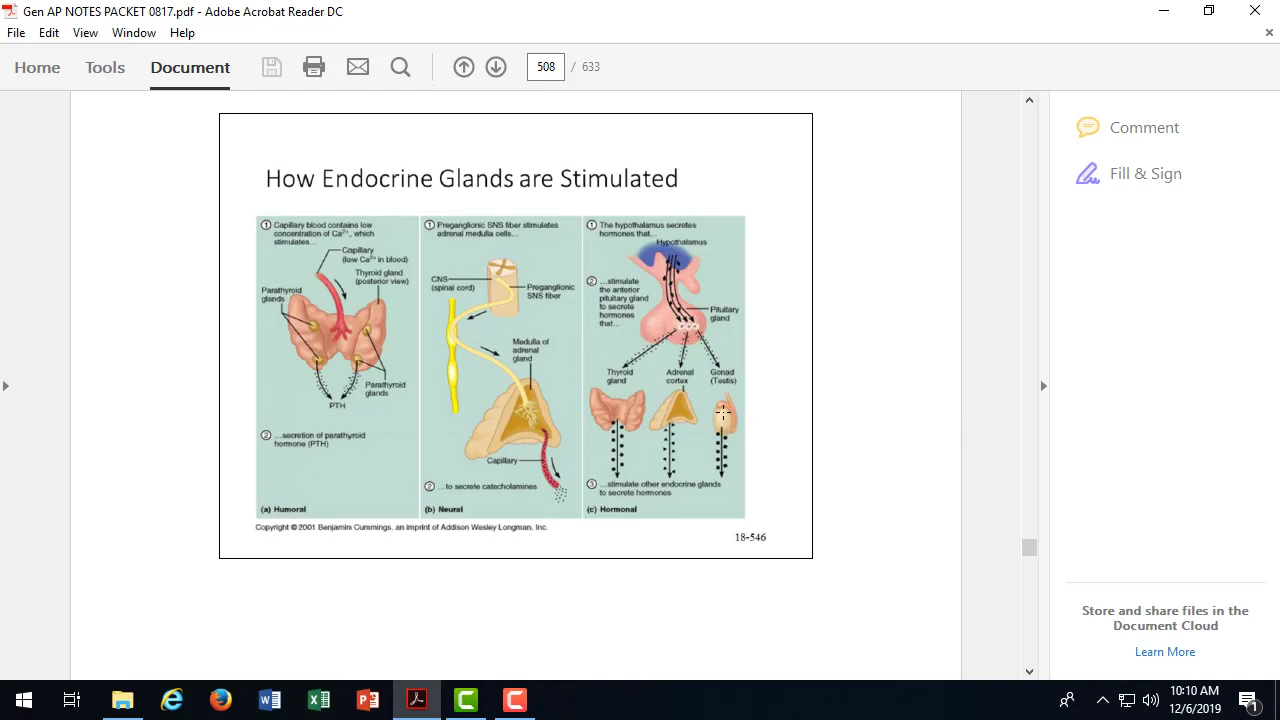 Gen AP NOTES PACKET 0817.pdf - Adobe Acrobat Reader DC
File Edit View Window Help
Home Tools Document 508 / 633
Comment
Fill & Sign
How Endocrine Glands are Stimulated
1 Capillary blood contains low
concentration of Ca2+, which
stimulates…
Capillary
(low Ca2+ in blood)
Thyroid gland
(posterior view)
Parathyroid
glands
Parathyroid
glands
PTH
2 …secretion of parathyroid
hormone (PTH)
(a) Humoral
1 Preganglionic SNS fiber stimulates
adrenal medulla cells…
CNS
(spinal cord)
Preganglionic
SNS fiber
Medulla of
adrenal
gland
Capillary
2 …to secrete catecholamines
(b) Neural
1 The hypothalamus secretes
hormones that…
Hypothalamus
2 …stimulate
the anterior
pituitary gland
to secrete
hormones
that…
Pituitary
gland
Thyroid
gland
Adrenal
cortex
Gonad
(Testis)
3 …stimulate other endocrine glands
to secrete hormones
(c) Hormonal
Copyright © 2001 Benjamin Cummings, an imprint of Addison Wesley Longman, Inc.
18-546
Store and share files in the
Document Cloud
Learn More
10:10 AM
12/6/2019
1